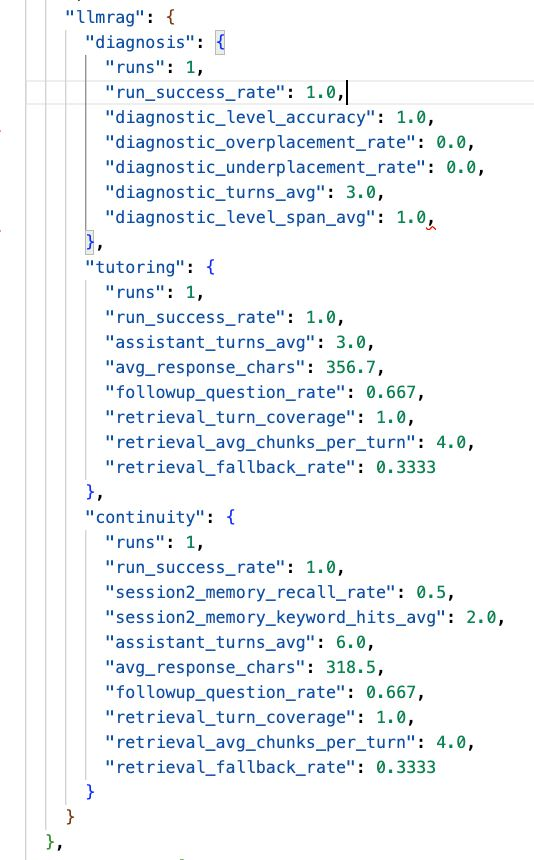 "llmrag": {
"diagnosis": {
"runs": 1,
"run_success_rate": 1.0,
"diagnostic_level_accuracy": 1.0,
"diagnostic_overplacement_rate": 0.0,
"diagnostic_underplacement_rate": 0.0,
"diagnostic_turns_avg": 3.0,
"diagnostic_level_span_avg": 1.0,
},
"tutoring": {
"runs": 1,
"run_success_rate": 1.0,
"assistant_turns_avg": 3.0,
"avg_response_chars": 356.7,
"followup_question_rate": 0.667,
"retrieval_turn_coverage": 1.0,
"retrieval_avg_chunks_per_turn": 4.0,
"retrieval_fallback_rate": 0.3333
},
"continuity": {
"runs": 1,
"run_success_rate": 1.0,
"session2_memory_recall_rate": 0.5,
"session2_memory_keyword_hits_avg": 2.0,
"assistant_turns_avg": 6.0,
"avg_response_chars": 318.5,
"followup_question_rate": 0.667,
"retrieval_turn_coverage": 1.0,
"retrieval_avg_chunks_per_turn": 4.0,
"retrieval_fallback_rate": 0.3333
}
}
},